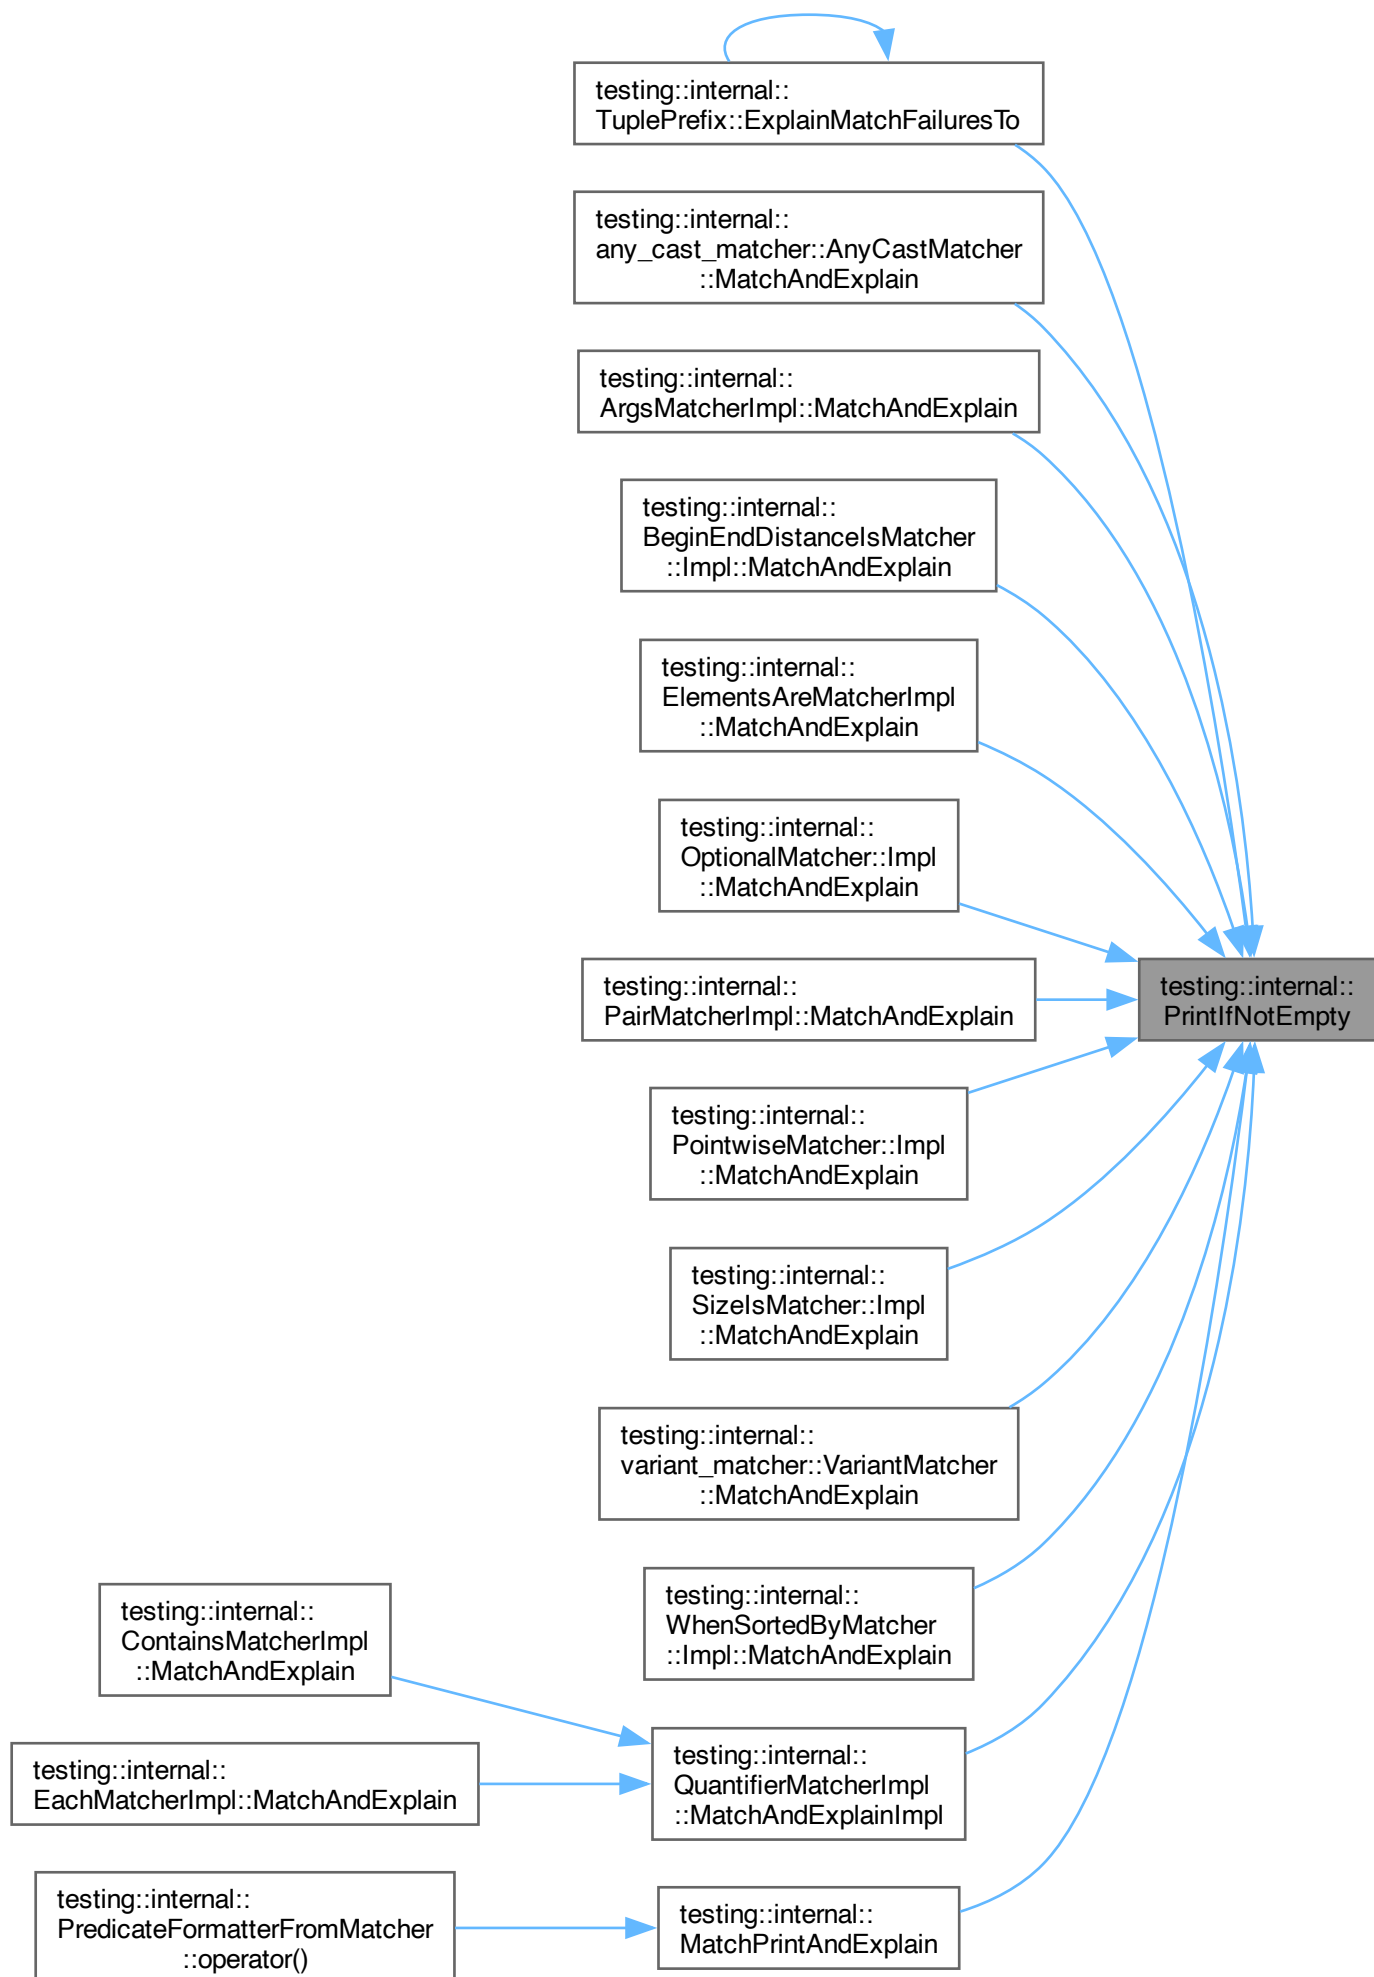 testing::internal::
TuplePrefix::ExplainMatchFailuresTo
testing::internal::
any_cast_matcher::AnyCastMatcher
::MatchAndExplain
testing::internal::
ArgsMatcherImpl::MatchAndExplain
testing::internal::
BeginEndDistanceIsMatcher
::Impl::MatchAndExplain
testing::internal::
ElementsAreMatcherImpl
::MatchAndExplain
testing::internal::
OptionalMatcher::Impl
::MatchAndExplain
testing::internal::
PairMatcherImpl::MatchAndExplain
testing::internal::
PrintIfNotEmpty
testing::internal::
PointwiseMatcher::Impl
::MatchAndExplain
testing::internal::
SizeIsMatcher::Impl
::MatchAndExplain
testing::internal::
variant_matcher::VariantMatcher
::MatchAndExplain
testing::internal::
WhenSortedByMatcher
::Impl::MatchAndExplain
testing::internal::
ContainsMatcherImpl
::MatchAndExplain
testing::internal::
EachMatcherImpl::MatchAndExplain
testing::internal::
QuantifierMatcherImpl
::MatchAndExplainImpl
testing::internal::
PredicateFormatterFromMatcher
::operator()
testing::internal::
MatchPrintAndExplain